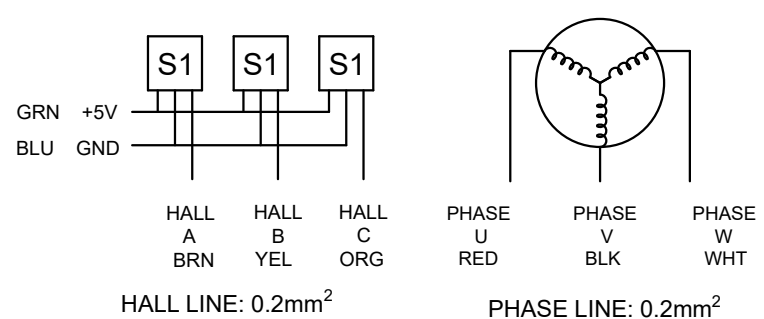 S1 S1 S1
GRN +5V
BLU GND
HALL A BRN
HALL B YEL
HALL C ORG
HALL LINE: 0.2mm²
PHASE U RED
PHASE V BLK
PHASE W WHT
PHASE LINE: 0.2mm²